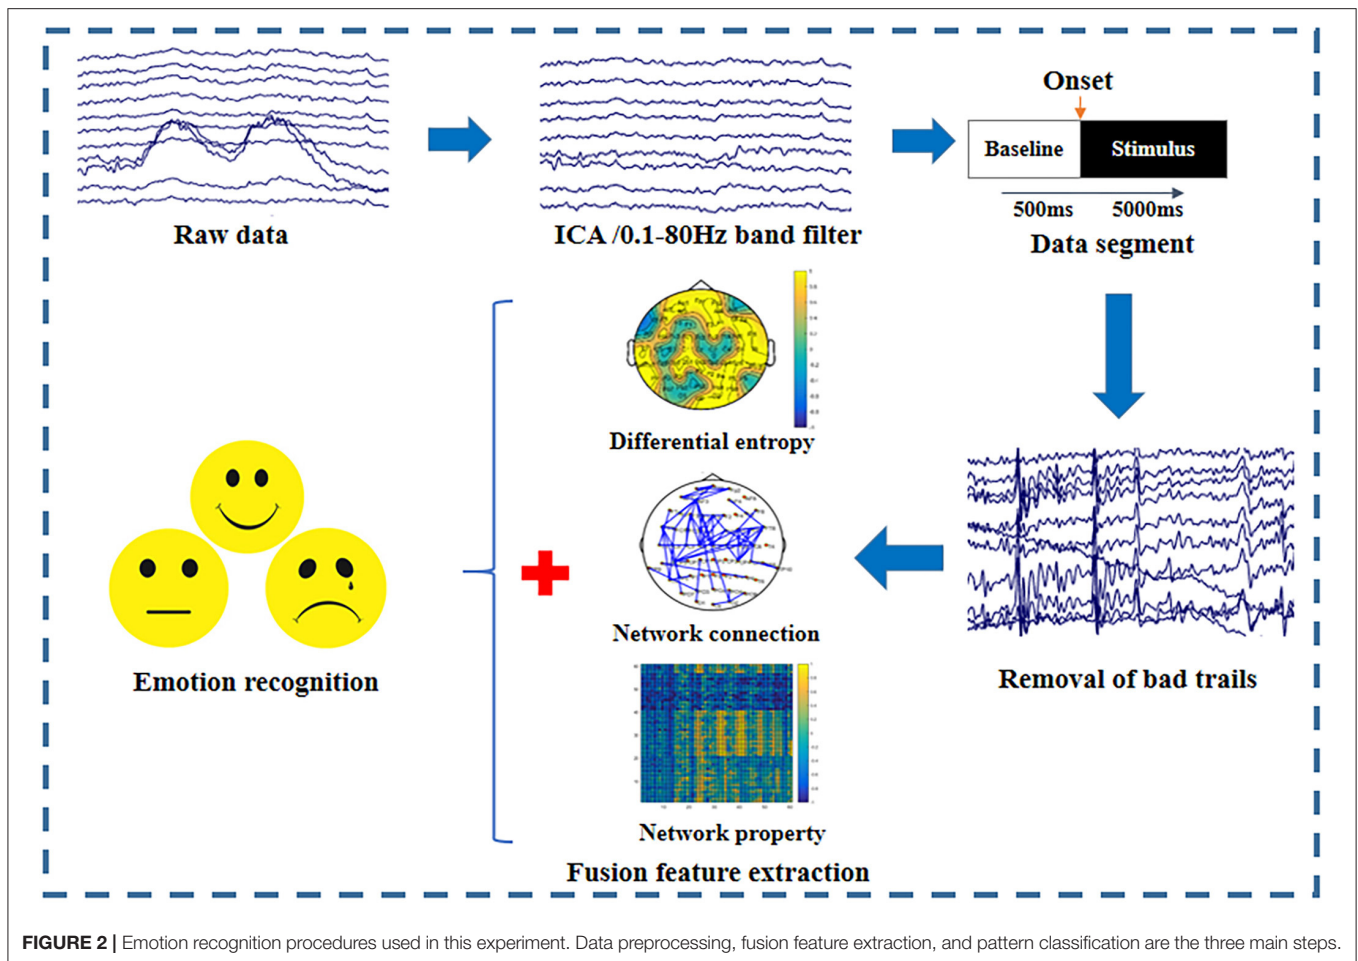 Raw data
ICA /0.1-80Hz band filter
Onset
Baseline
Stimulus
500ms
5000ms
Data segment
Differential entropy
Network connection
Network property
Fusion feature extraction
Removal of bad trails
Emotion recognition
FIGURE 2 | Emotion recognition procedures used in this experiment. Data preprocessing, fusion feature extraction, and pattern classification are the three main steps.